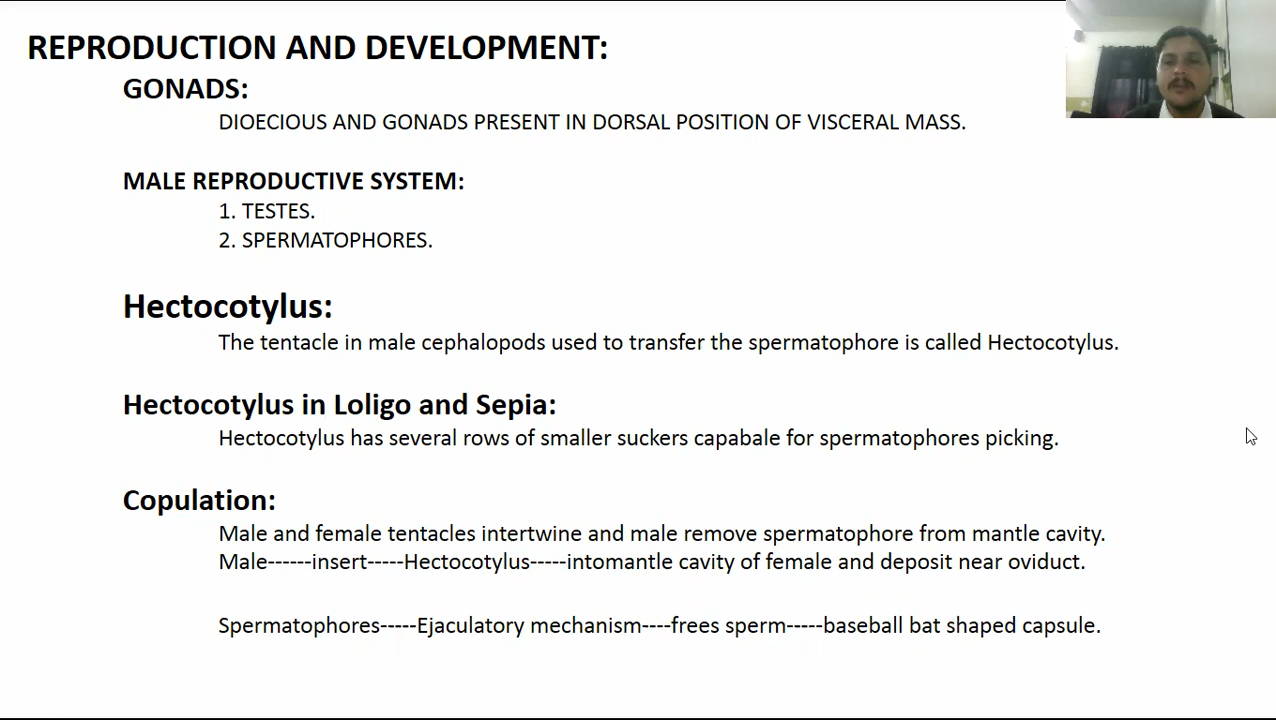 REPRODUCTION AND DEVELOPMENT:
GONADS:
DIOECIOUS AND GONADS PRESENT IN DORSAL POSITION OF VISCERAL MASS.
MALE REPRODUCTIVE SYSTEM:
1. TESTES.
2. SPERMATOPHORES.
Hectocotylus:
The tentacle in male cephalopods used to transfer the spermatophore is called Hectocotylus.
Hectocotylus in Loligo and Sepia:
Hectocotylus has several rows of smaller suckers capabale for spermatophores picking.
Copulation:
Male and female tentacles intertwine and male remove spermatophore from mantle cavity.
Male------insert-----Hectocotylus-----intomantle cavity of female and deposit near oviduct.
Spermatophores-----Ejaculatory mechanism----frees sperm-----baseball bat shaped capsule.